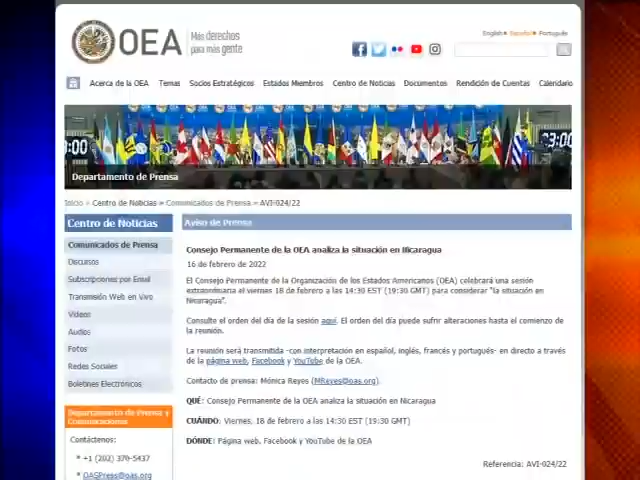 OEA
Más derechos
para más gente
English Español Português
Acerca de la OEA Temas Socios Estratégicos Estados Miembros Centro de Noticias Documentos Rendición de Cuentas Calendario
Departamento de Prensa
Inicio » Centro de Noticias » Comunicados de Prensa » AVI-024/22
Centro de Noticias
Comunicados de Prensa
Discursos
Subscripciones por Email
Transmisión Web en Vivo
Videos
Audios
Fotos
Redes Sociales
Boletines Electrónicos
Departamento de Prensa y
Comunicaciones
Contáctenos:
+1 (202) 370-5437
OASPress@oas.org
Aviso de Prensa
Consejo Permanente de la OEA analiza la situación en Nicaragua
16 de febrero de 2022
El Consejo Permanente de la Organización de los Estados Americanos (OEA) celebrará una sesión
extraordinaria el viernes 18 de febrero a las 14:30 EST (19:30 GMT) para considerar "la situación en
Nicaragua".
Consulte el orden del día de la sesión aquí. El orden del día puede sufrir alteraciones hasta el comienzo de
la reunión.
La reunión será transmitida -con interpretación en español, inglés, francés y portugués- en directo a través
de la página web, Facebook y YouTube de la OEA.
Contacto de prensa: Mónica Reyes (MReyes@oas.org).
QUÉ: Consejo Permanente de la OEA analiza la situación en Nicaragua
CUÁNDO: Viernes, 18 de febrero a las 14:30 EST (19:30 GMT)
DÓNDE: Página web, Facebook y YouTube de la OEA
Referencia: AVI-024/22